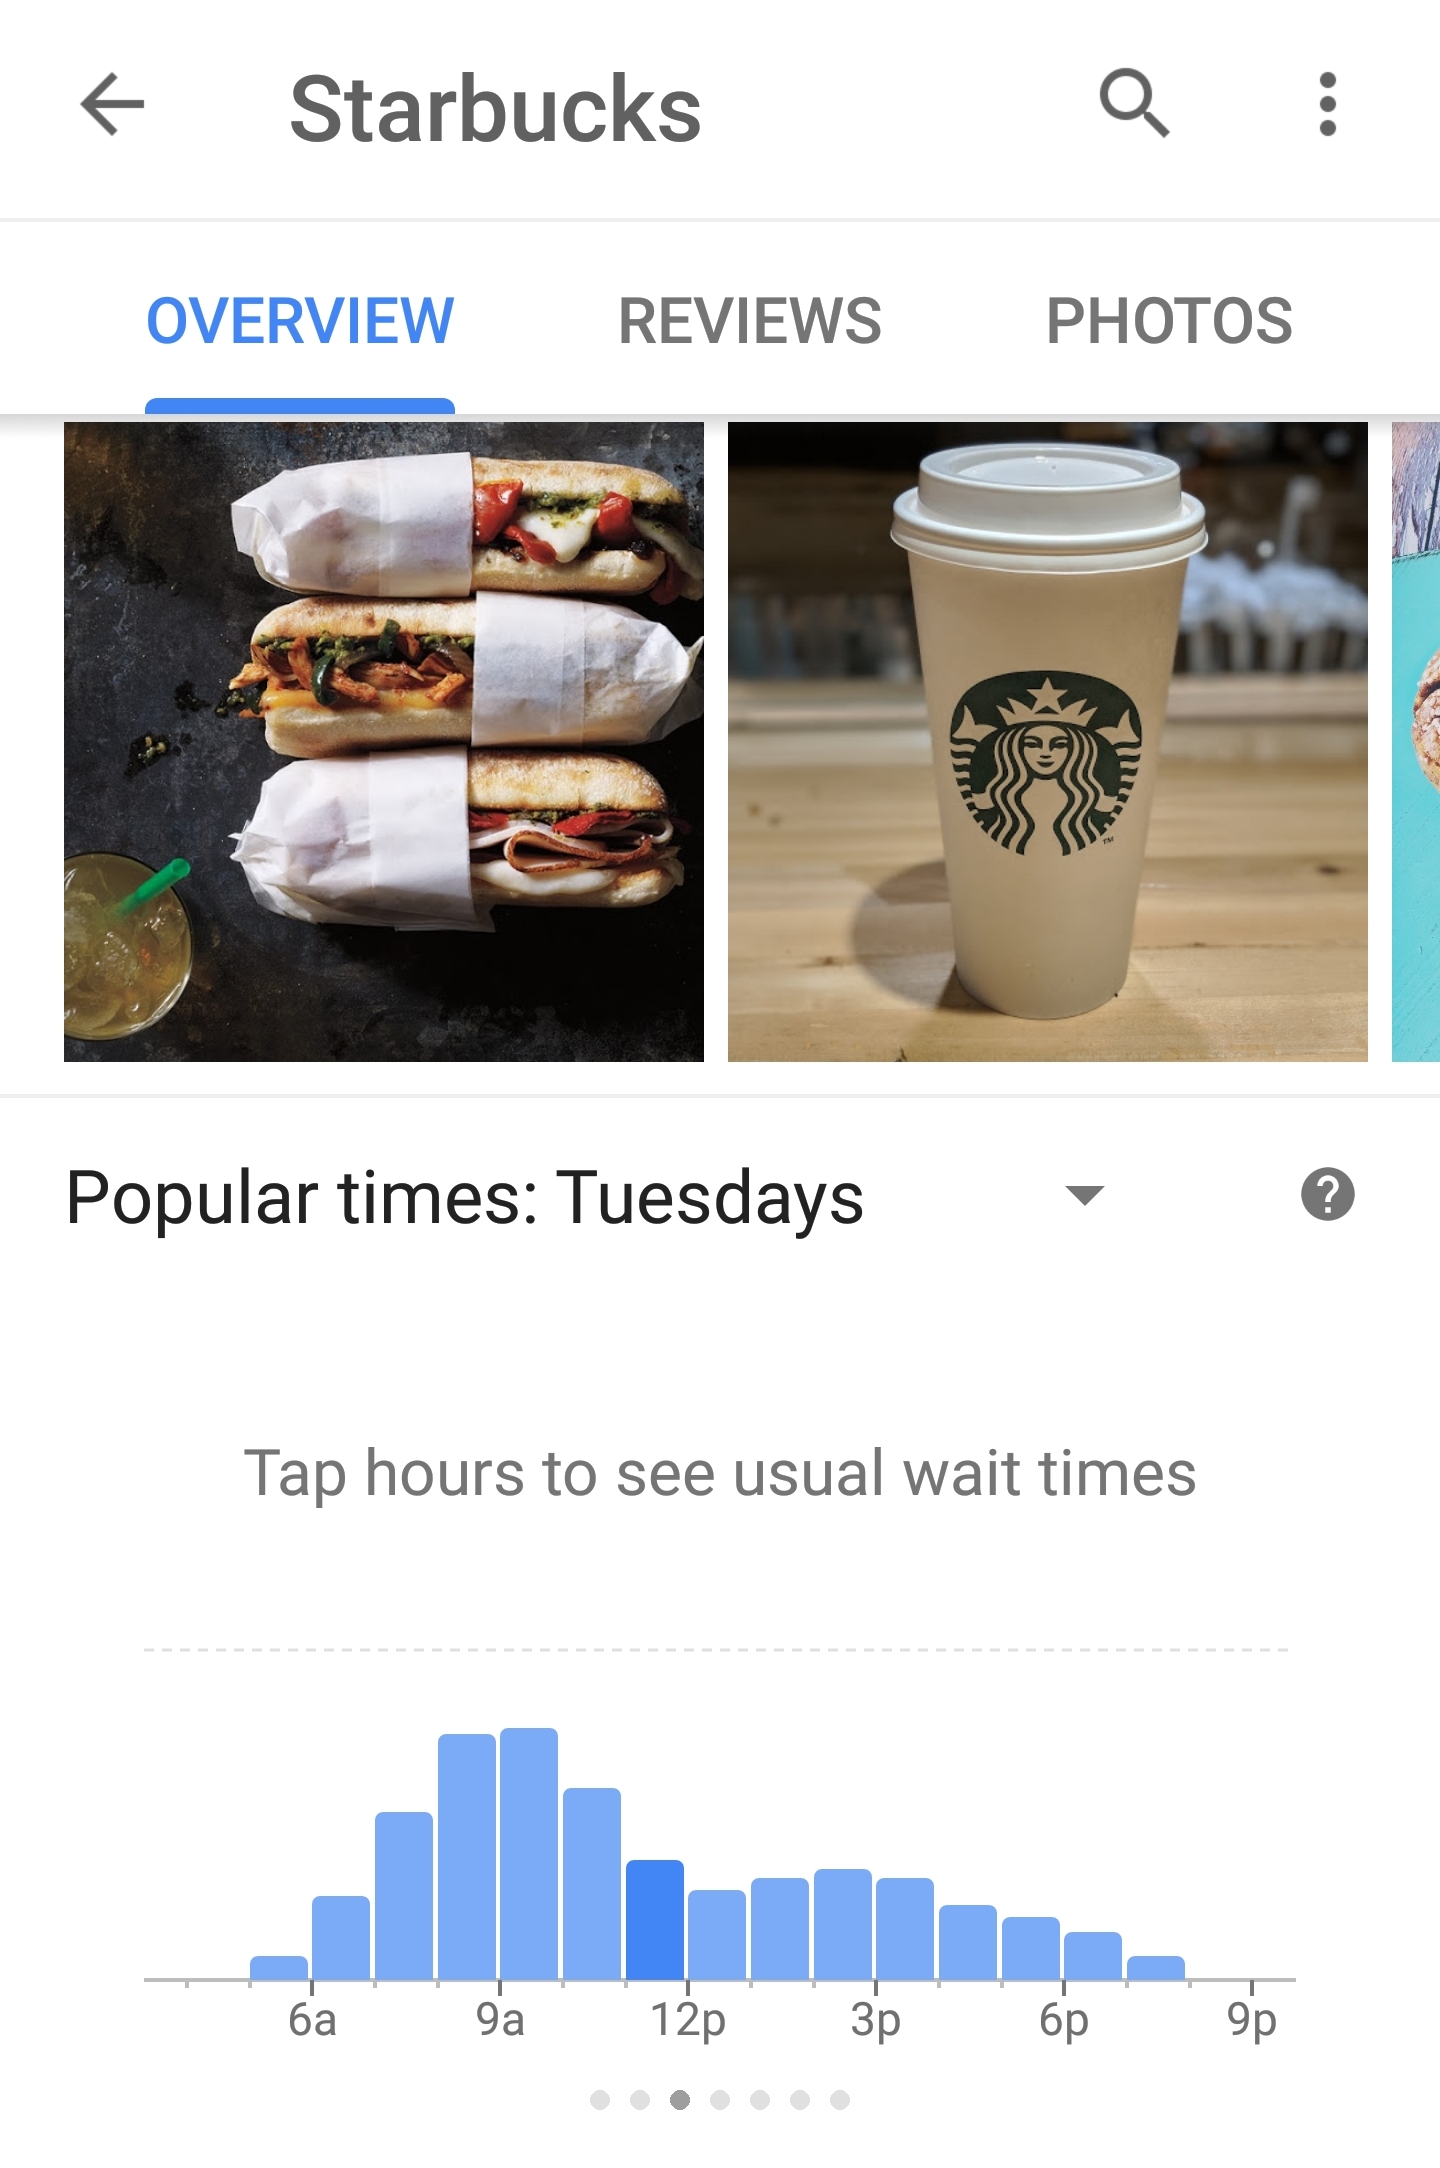 Starbucks
OVERVIEW REVIEWS PHOTOS
TM
Popular times: Tuesdays
?
Tap hours to see usual wait times
6a 9a 12p 3p 6p 9p